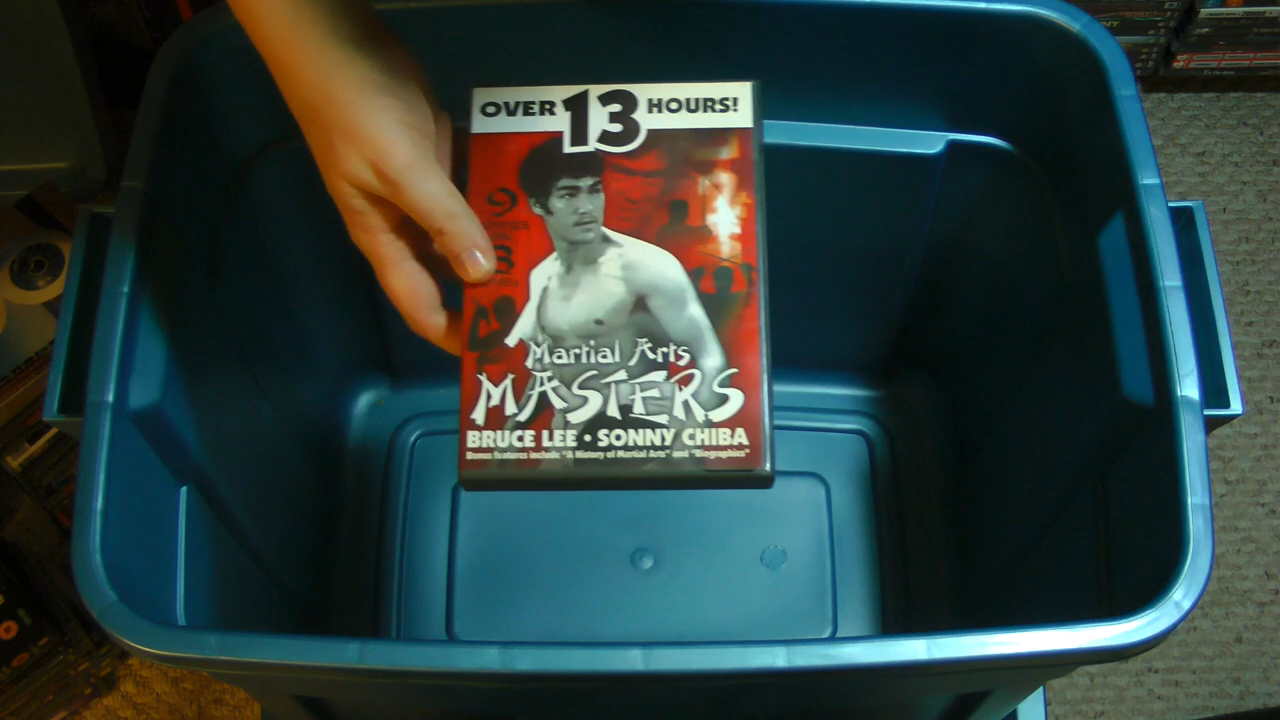 OVER 13 HOURS!
9
Martial Arts
MASTERS
BRUCE LEE • SONNY CHIBA
Bonus features include "A History of Martial Arts" and "Biographies"